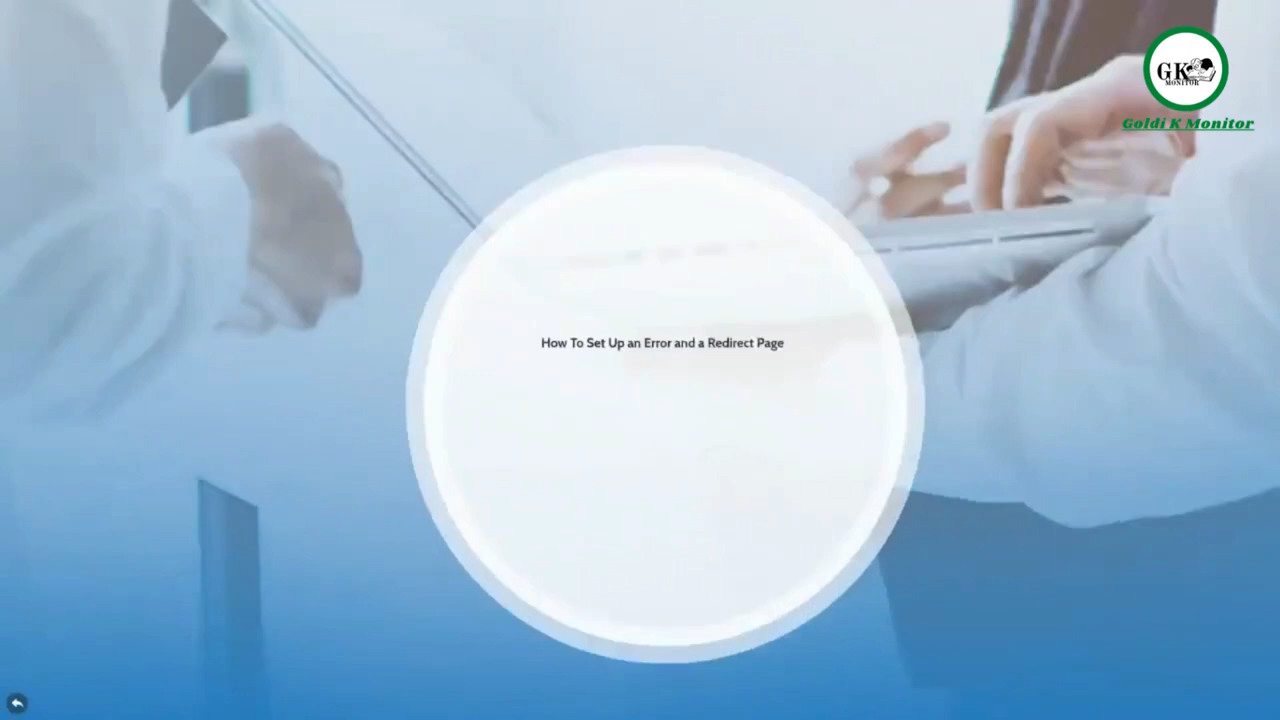 GK
MONITOR
Goldi K Monitor
How To Set Up an Error and a Redirect Page